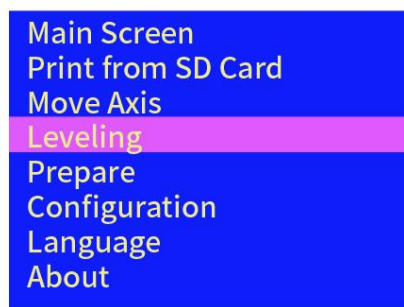 Main Screen
Print from SD Card
Move Axis
Leveling
Prepare
Configuration
Language
About